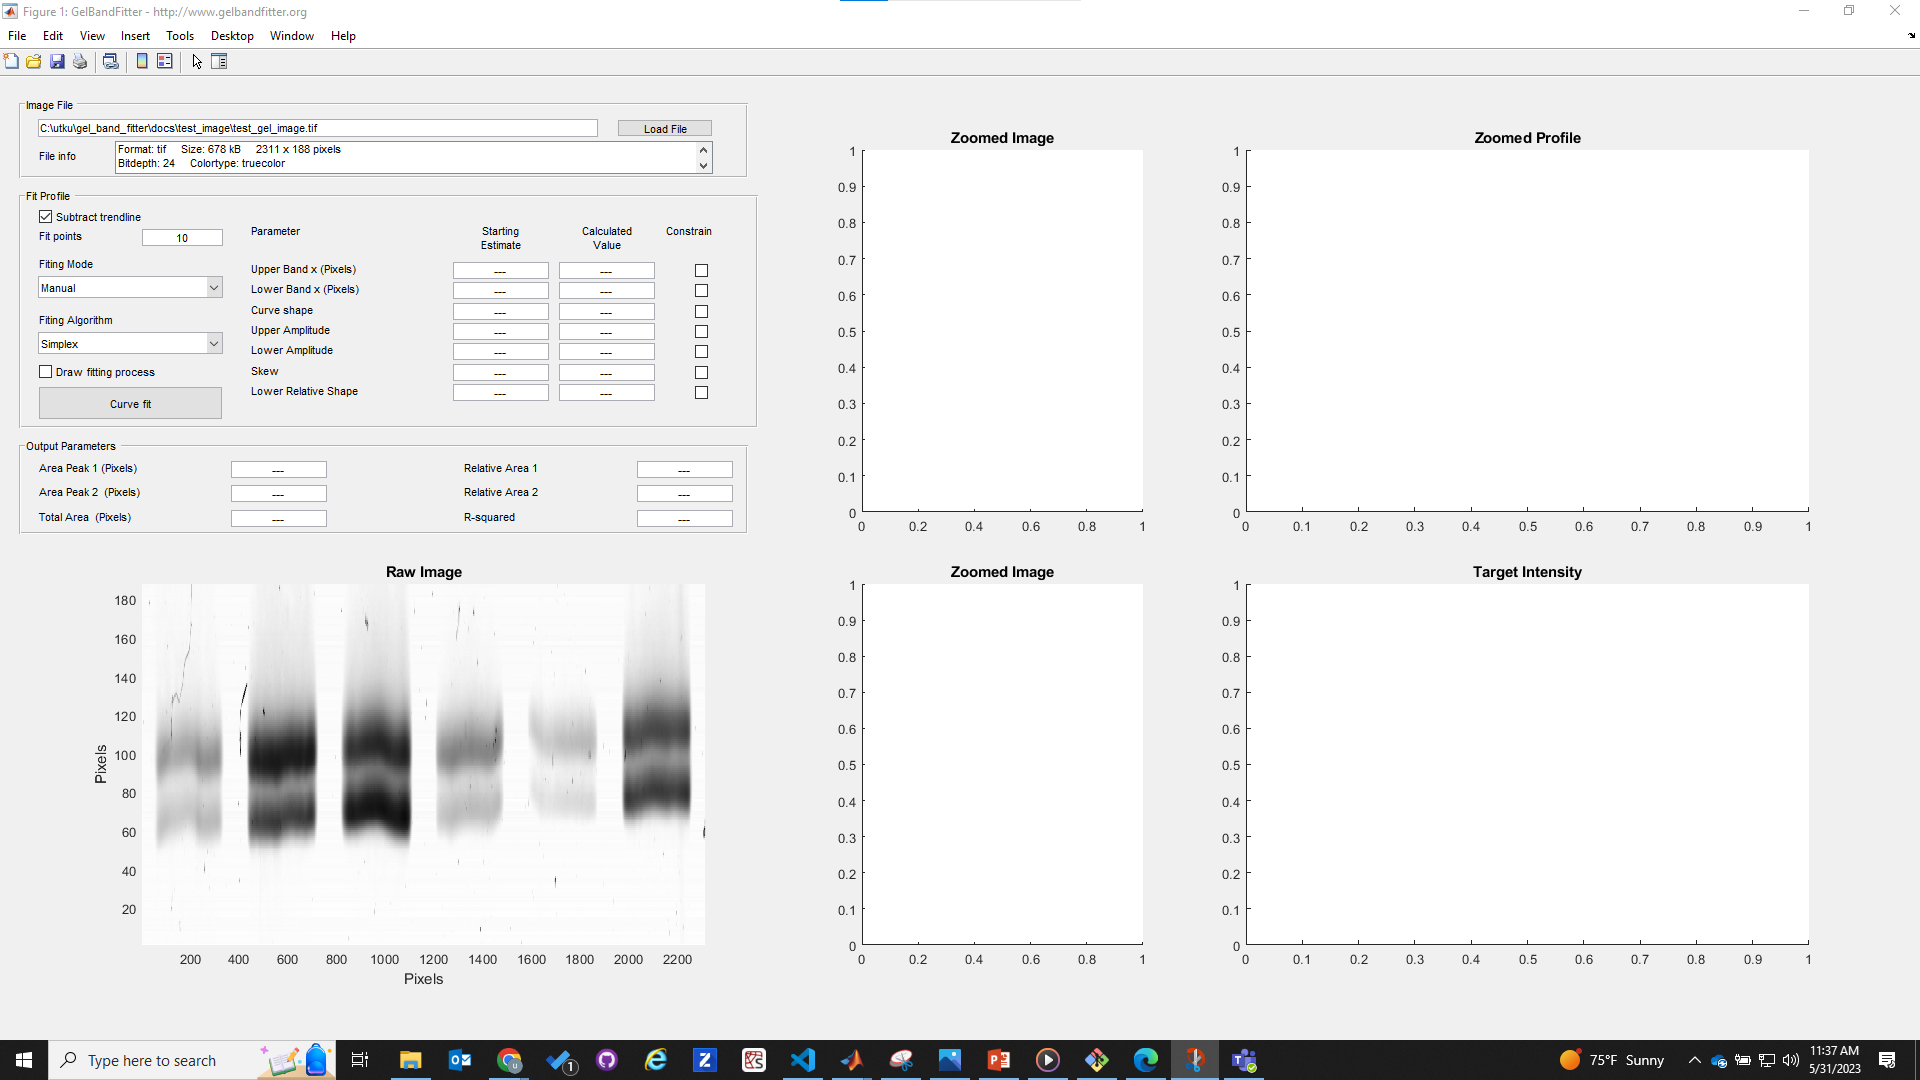 Figure 1: GelBandFitter - http://www.gelbandfitter.org
File Edit View Insert Tools Desktop Window Help
Image File
C:\utku\gel_band_fitter\docs\test_image\test_gel_image.tif
Load File
File info
Format: tif Size: 678 kB 2311 x 188 pixels
Bitdepth: 24 Colortype: truecolor
Fit Profile
Subtract trendline
Fit points 10
Parameter Starting Estimate Calculated Value Constrain
Fiting Mode
Manual
Fiting Algorithm
Simplex
Draw fitting process
Curve fit
Upper Band x (Pixels) --- ---
Lower Band x (Pixels) --- ---
Curve shape --- ---
Upper Amplitude --- ---
Lower Amplitude --- ---
Skew --- ---
Lower Relative Shape --- ---
Output Parameters
Area Peak 1 (Pixels) --- Relative Area 1 ---
Area Peak 2 (Pixels) --- Relative Area 2 ---
Total Area (Pixels) --- R-squared ---
Zoomed Image
1
0.9
0.8
0.7
0.6
0.5
0.4
0.3
0.2
0.1
0
0 0.2 0.4 0.6 0.8 1
Zoomed Profile
1
0.9
0.8
0.7
0.6
0.5
0.4
0.3
0.2
0.1
0
0 0.1 0.2 0.3 0.4 0.5 0.6 0.7 0.8 0.9 1
Raw Image
180
160
140
120
100
80
60
40
20
Pixels
200 400 600 800 1000 1200 1400 1600 1800 2000 2200
Pixels
Zoomed Image
1
0.9
0.8
0.7
0.6
0.5
0.4
0.3
0.2
0.1
0
0 0.2 0.4 0.6 0.8 1
Target Intensity
1
0.9
0.8
0.7
0.6
0.5
0.4
0.3
0.2
0.1
0
0 0.1 0.2 0.3 0.4 0.5 0.6 0.7 0.8 0.9 1
Type here to search
1
75°F Sunny
11:37 AM
5/31/2023